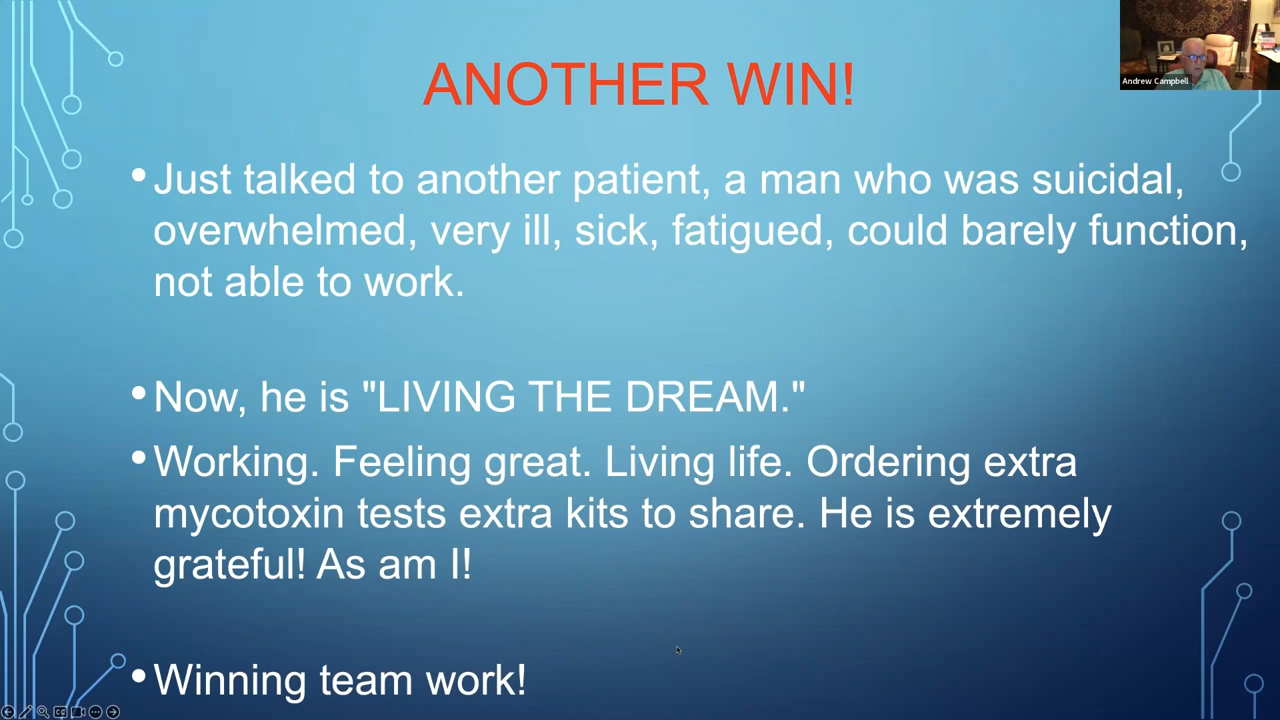 ANOTHER WIN!
Andrew Campbell
• Just talked to another patient, a man who was suicidal,
overwhelmed, very ill, sick, fatigued, could barely function,
not able to work.
• Now, he is "LIVING THE DREAM."
• Working. Feeling great. Living life. Ordering extra
mycotoxin tests extra kits to share. He is extremely
grateful! As am I!
• Winning team work!